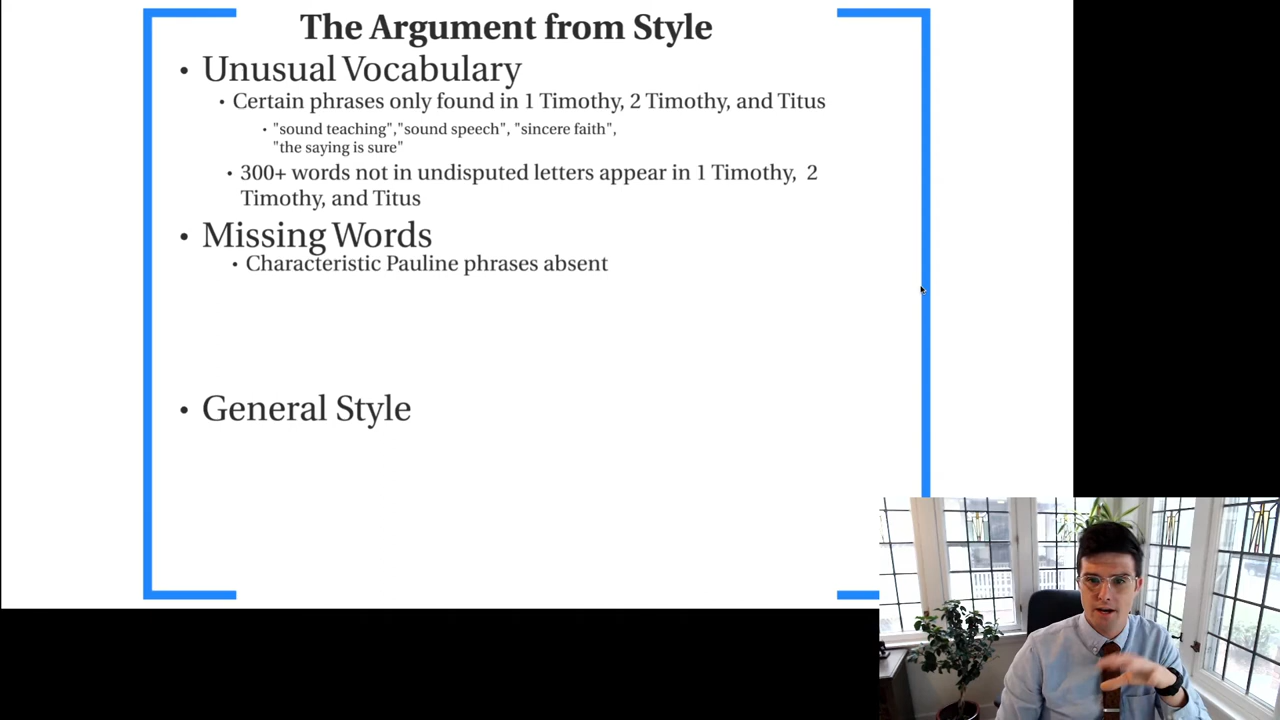 The Argument from Style
• Unusual Vocabulary
• Certain phrases only found in 1 Timothy, 2 Timothy, and Titus
• "sound teaching","sound speech", "sincere faith",
"the saying is sure"
• 300+ words not in undisputed letters appear in 1 Timothy, 2
Timothy, and Titus
• Missing Words
• Characteristic Pauline phrases absent
• General Style